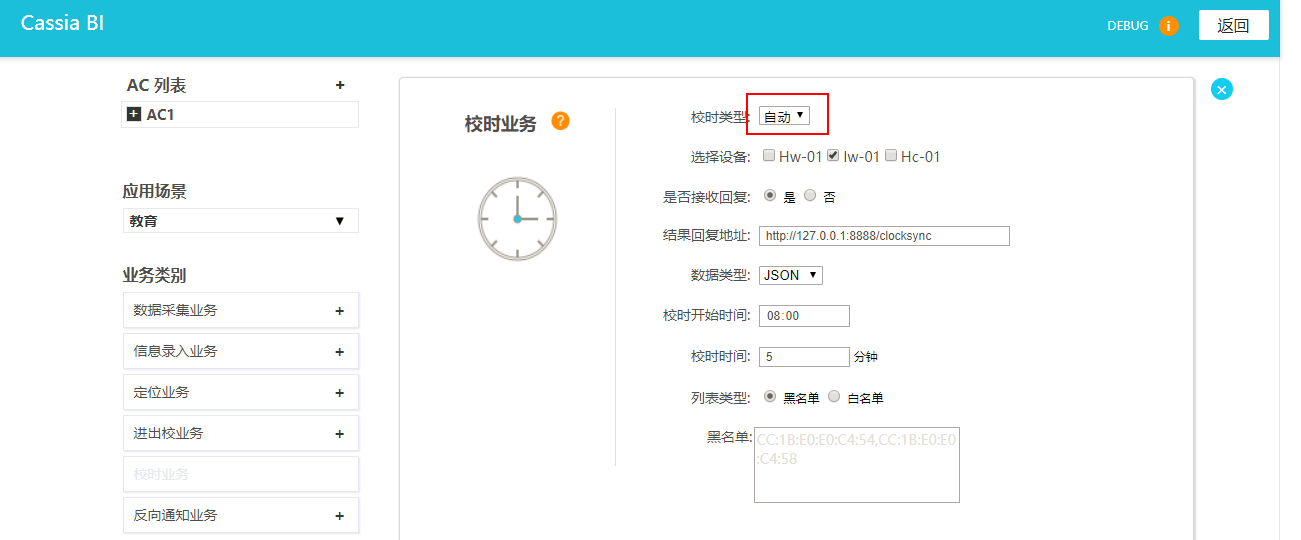 Cassia BI
DEBUG i 返回
AC 列表 +
+ AC1
应用场景
教育 ▼
业务类别
数据采集业务 +
信息录入业务 +
定位业务 +
进出校业务 +
校时业务
反向通知业务 +
校时业务 ?
校时类型: 自动 ▼
选择设备: Hw-01 Iw-01 Hc-01
是否接收回复: 是 否
结果回复地址: http://127.0.0.1:8888/clocksync
数据类型: JSON ▼
校时开始时间: 08:00
校时时间: 5 分钟
列表类型: 黑名单 白名单
黑名单: CC:1B:E0:E0:C4:54,CC:1B:E0:E0
:C4:58